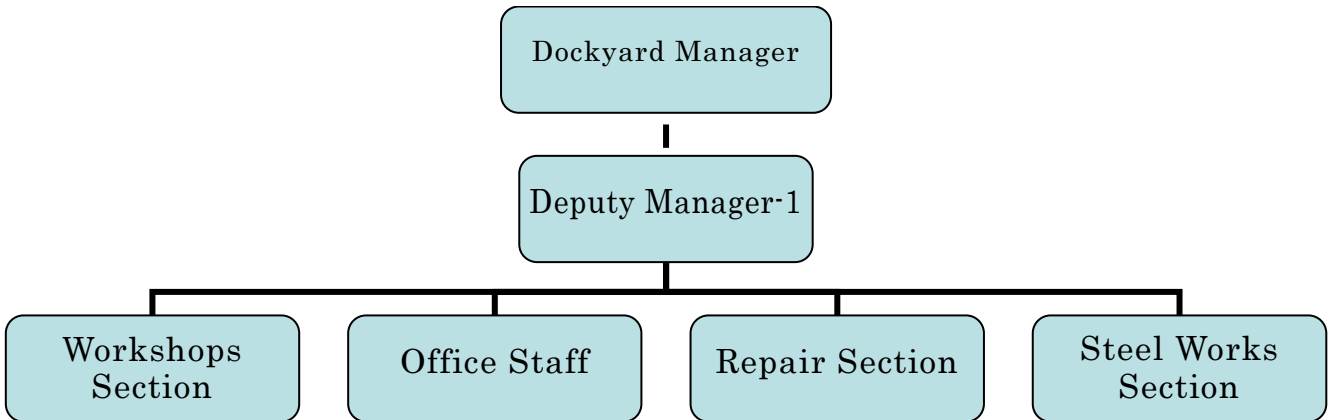 Dockyard Manager
Deputy Manager-1
Workshops
Section
Office Staff
Repair Section
Steel Works
Section